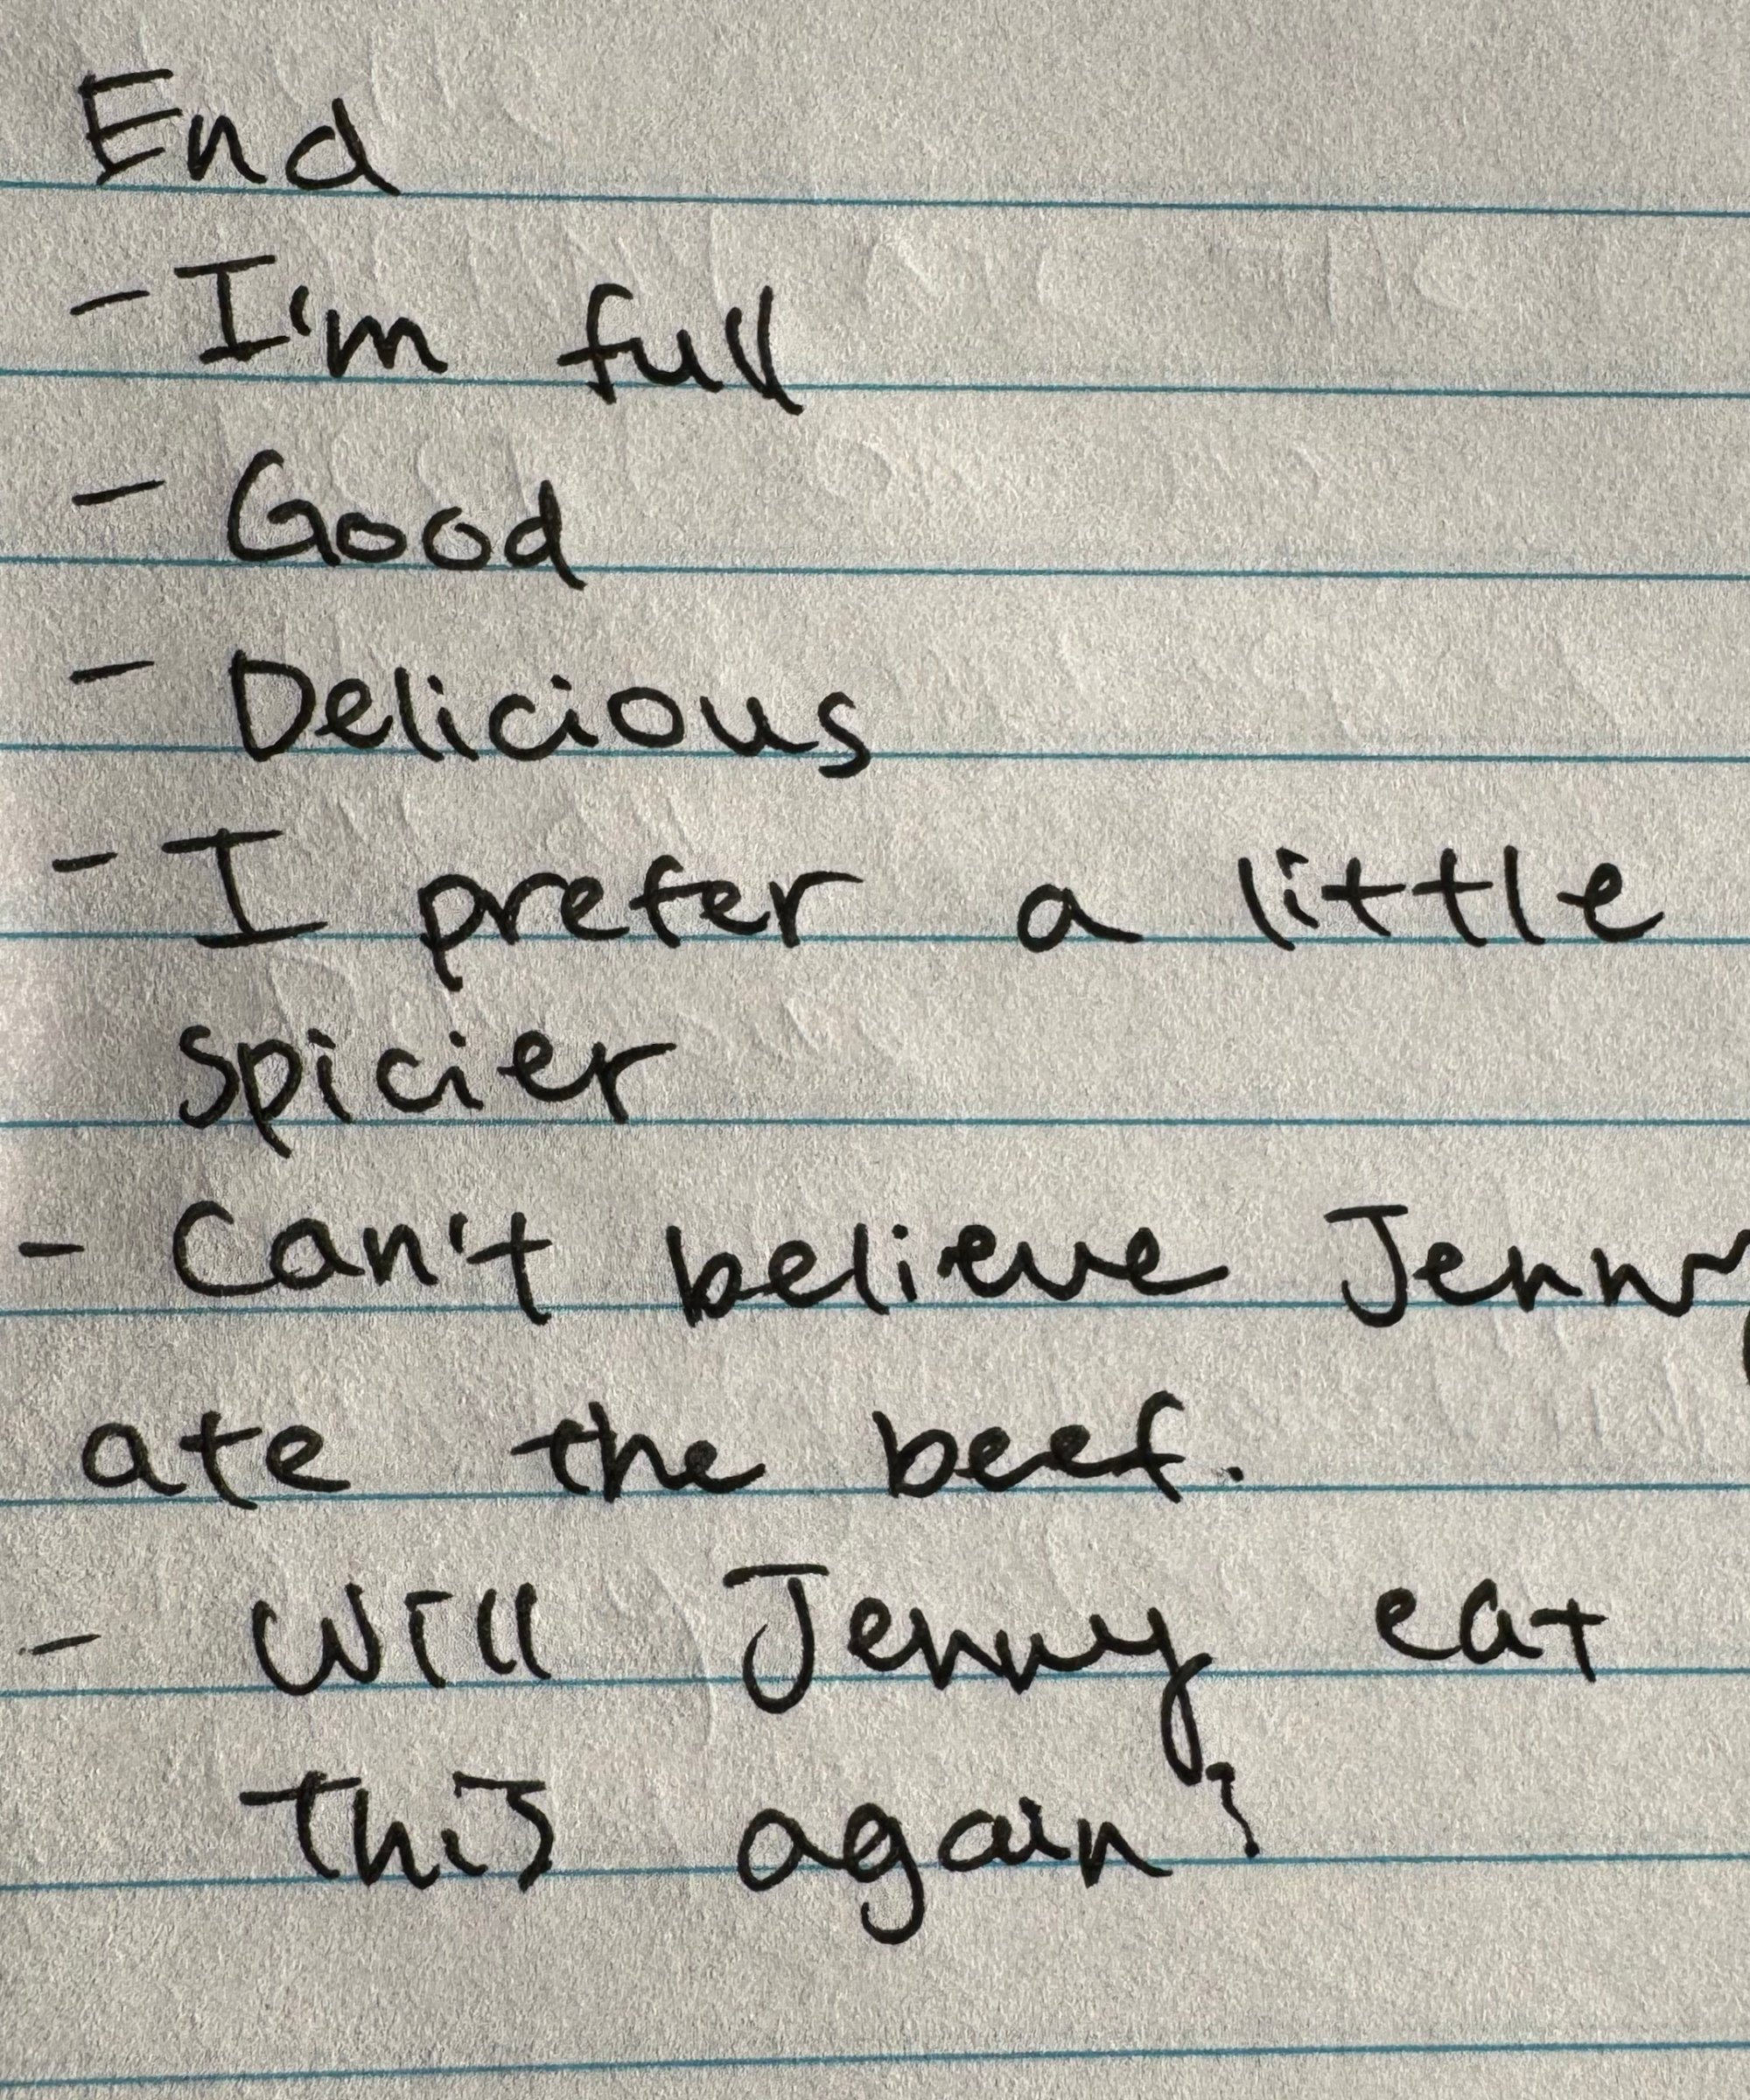 End
- I'm full
- Good
- Delicious
- I prefer a little
spicier
- Can't believe Jenny
ate the beef.
- Will Jenny eat
this again?